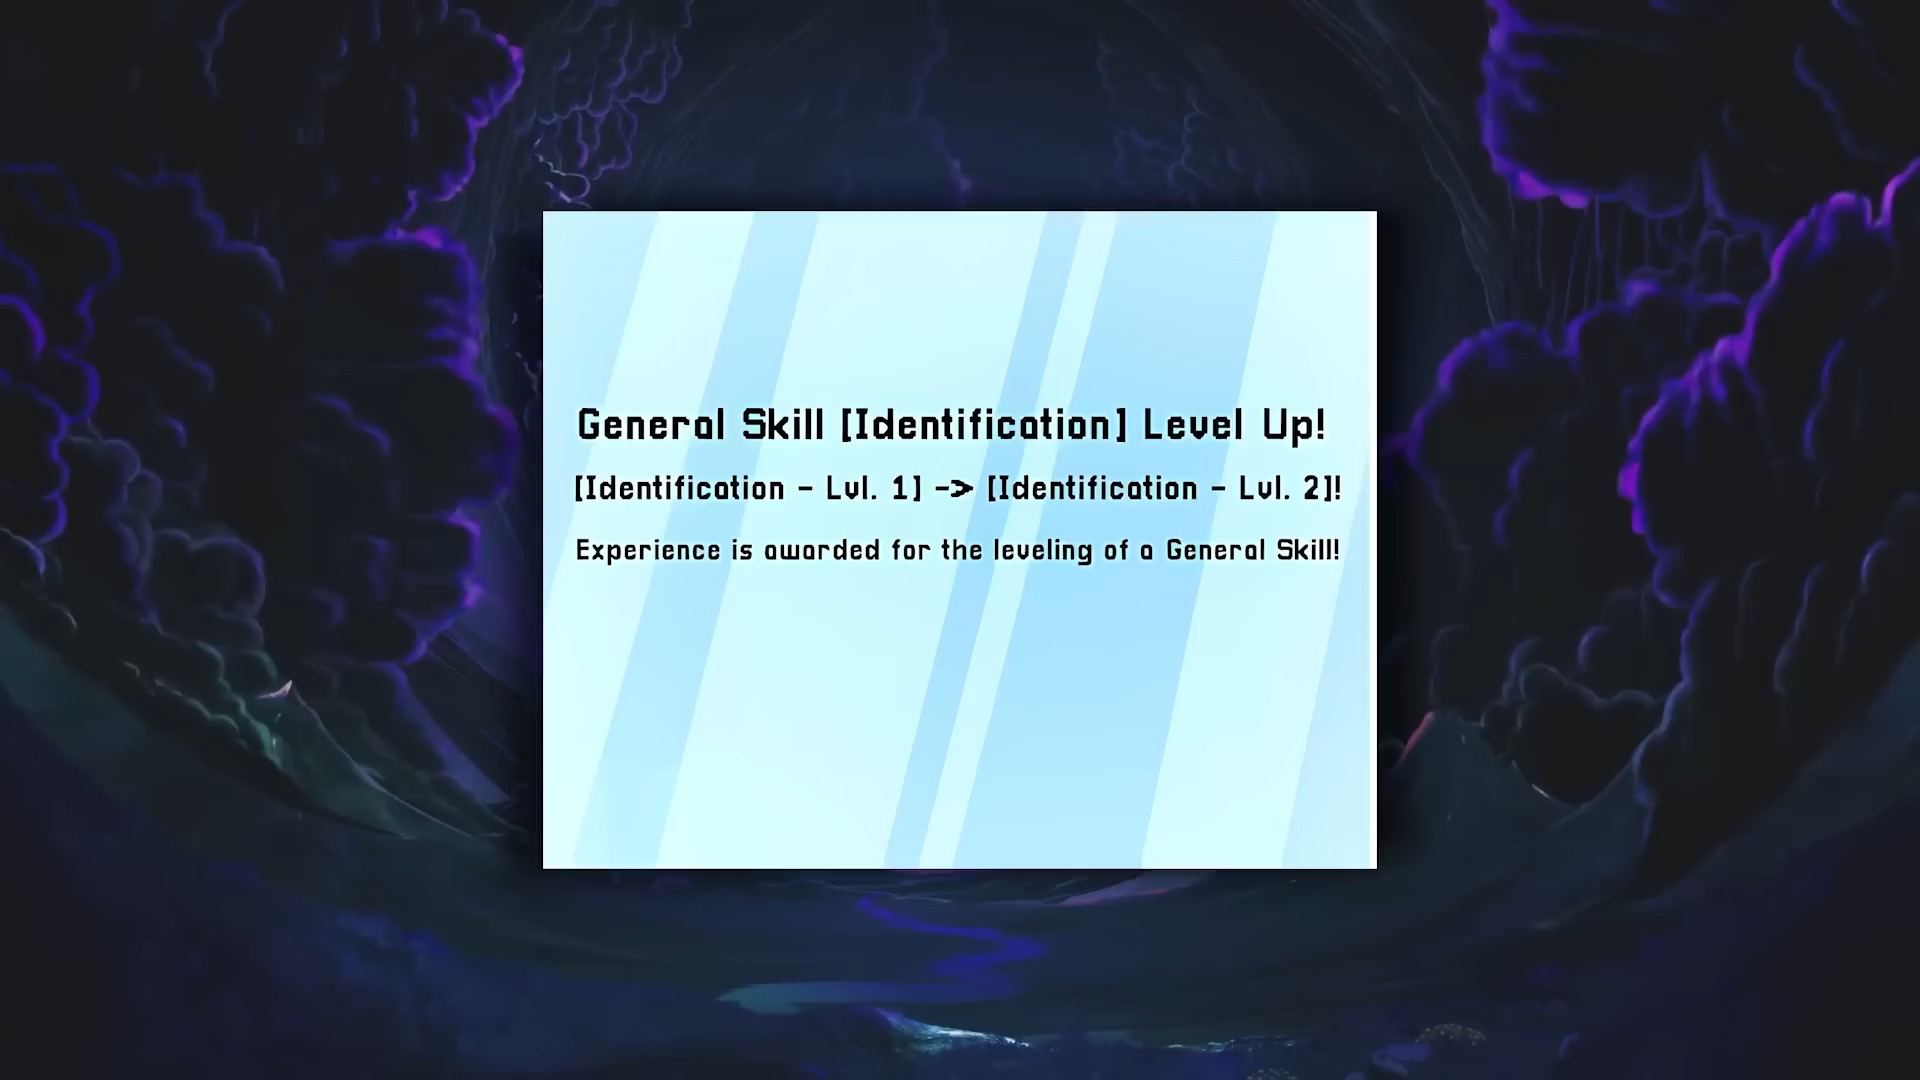 General Skill [Identification] Level Up!
[Identification - Lvl. 1] -> [Identification - Lvl. 2]!
Experience is awarded for the leveling of a General Skill!